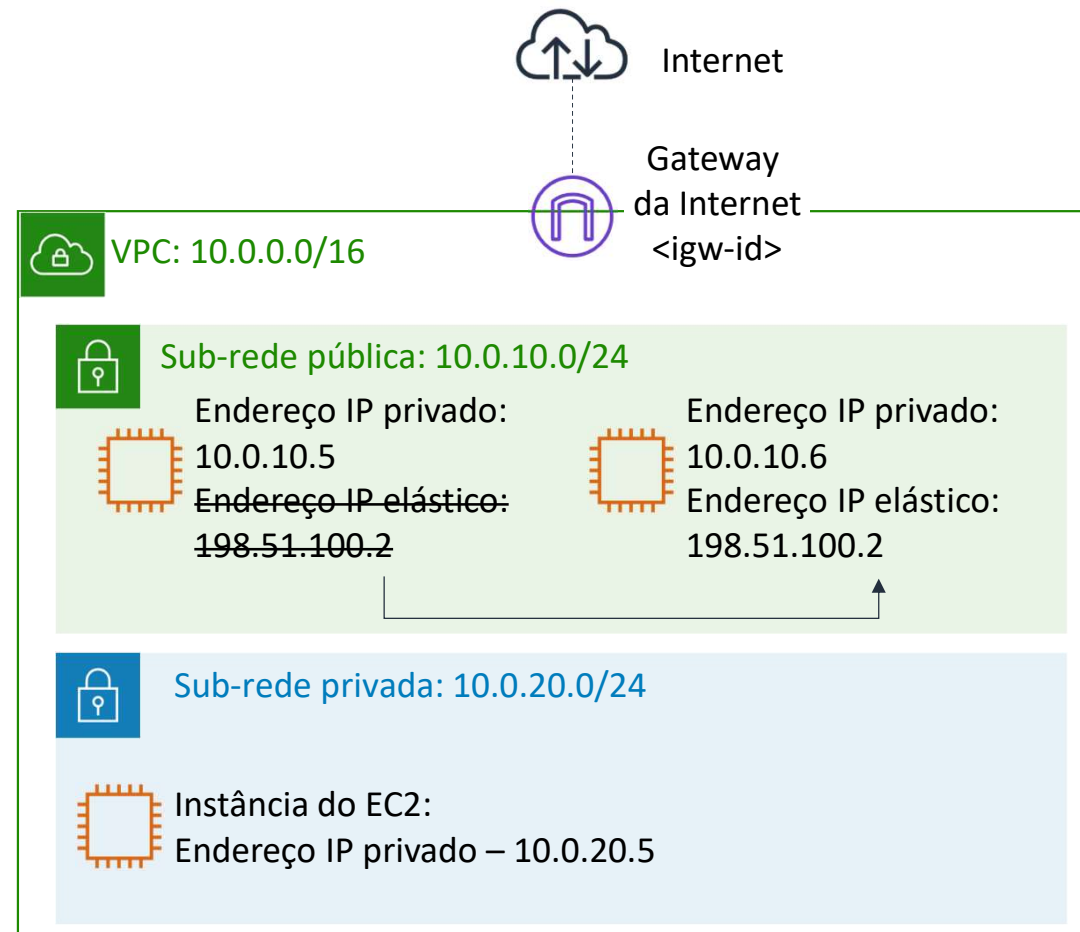 Internet
Gateway
da Internet
<igw-id>
VPC: 10.0.0.0/16
Sub-rede pública: 10.0.10.0/24
Endereço IP privado:
10.0.10.5
Endereço IP elástico:
198.51.100.2
Endereço IP privado:
10.0.10.6
Endereço IP elástico:
198.51.100.2
Sub-rede privada: 10.0.20.0/24
Instância do EC2:
Endereço IP privado – 10.0.20.5